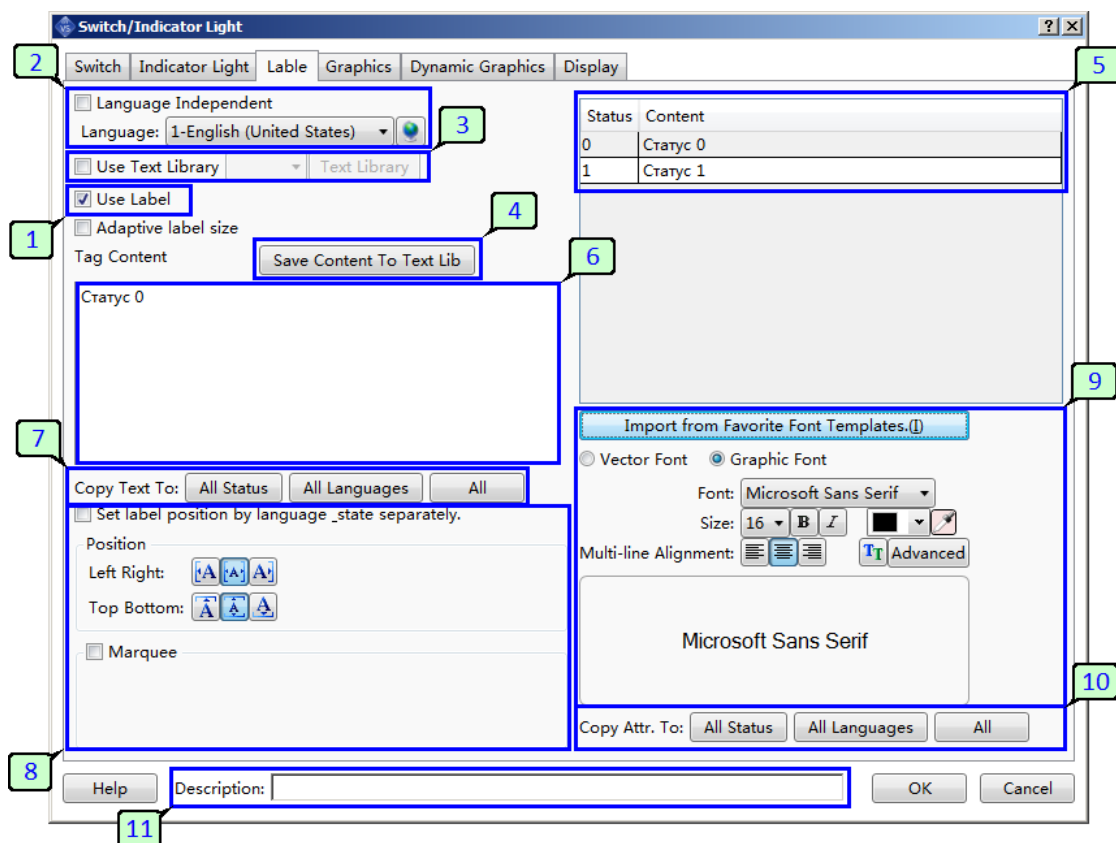 Switch/Indicator Light
2
Switch Indicator Light Lable Graphics Dynamic Graphics Display
5
Language Independent
Language: 1-English (United States)
3
Use Text Library Text Library
1
Use Label
Adaptive label size
4
Tag Content Save Content To Text Lib
6
Статус 0
Status Content
0 Статус 0
1 Статус 1
7
Copy Text To: All Status All Languages All
Set label position by language _state separately.
Position
Left Right: A A A
Top Bottom: A A A
Marquee
8
9
Import from Favorite Font Templates.(I)
Vector Font Graphic Font
Font: Microsoft Sans Serif
Size: 16 B I
Multi-line Alignment: TT Advanced
Microsoft Sans Serif
10
Copy Attr. To: All Status All Languages All
Help Description: OK Cancel
11